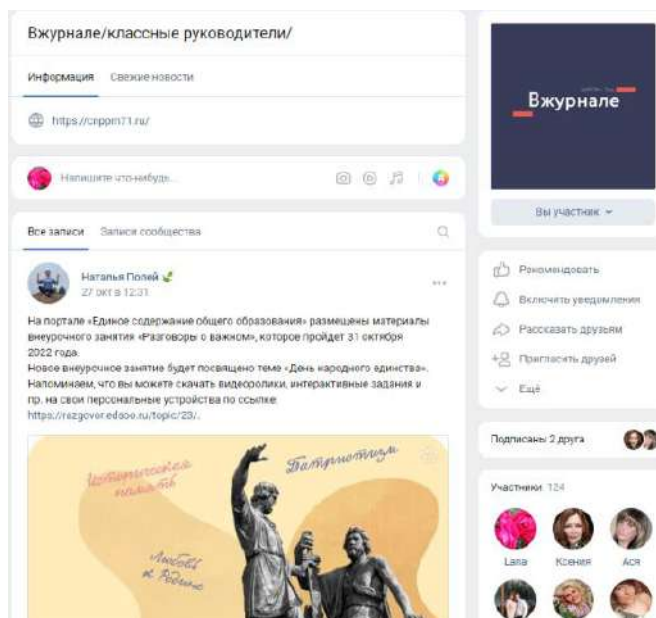 Вжурнале/классные руководители/
Информация Свежие новости
https://cnppm71.ru/
Напишите что-нибудь...
Все записи Записи сообщества
Наталья Полей
27 окт в 12:31
На портале «Единое содержание общего образования» размещены материалы
внеурочного занятия «Разговоры о важном», которое пройдет 31 октября
2022 года.
Новое внеурочное занятие будет посвящено теме «День народного единства».
Напоминаем, что вы можете скачать видеоролики, интерактивные задания и
пр. на свои персональные устройства по ссылке:
https://razgovor.edsoo.ru/topic/23/.
Историческая
память
Патриотизм
Любовь
к Родине
Вжурнале
Вы участник
Рекомендовать
Включить уведомления
Рассказать друзьям
Пригласить друзей
Ещё
Подписаны 2 друга
Участники 124
Lana Ксения Ася